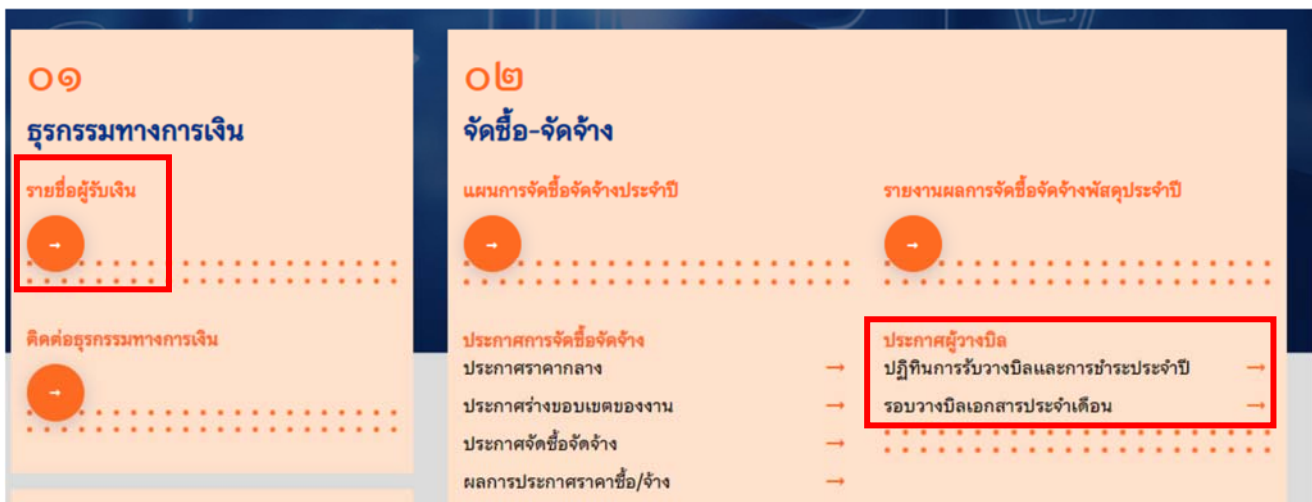 ๐๑
ธุรกรรมทางการเงิน
รายชื่อผู้รับเงิน
→
ติดต่อธุรกรรมทางการเงิน
→
๐๒
จัดซื้อ-จัดจ้าง
แผนการจัดซื้อจัดจ้างประจำปี
→
รายงานผลการจัดซื้อจัดจ้างพัสดุประจำปี
→
ประกาศการจัดซื้อจัดจ้าง
ประกาศราคากลาง →
ประกาศร่างขอบเขตของงาน →
ประกาศจัดซื้อจัดจ้าง →
ผลการประกาศราคาซื้อ/จ้าง →
ประกาศผู้วางบิล
ปฏิทินการรับวางบิลและการชำระประจำปี →
รอบวางบิลเอกสารประจำเดือน →